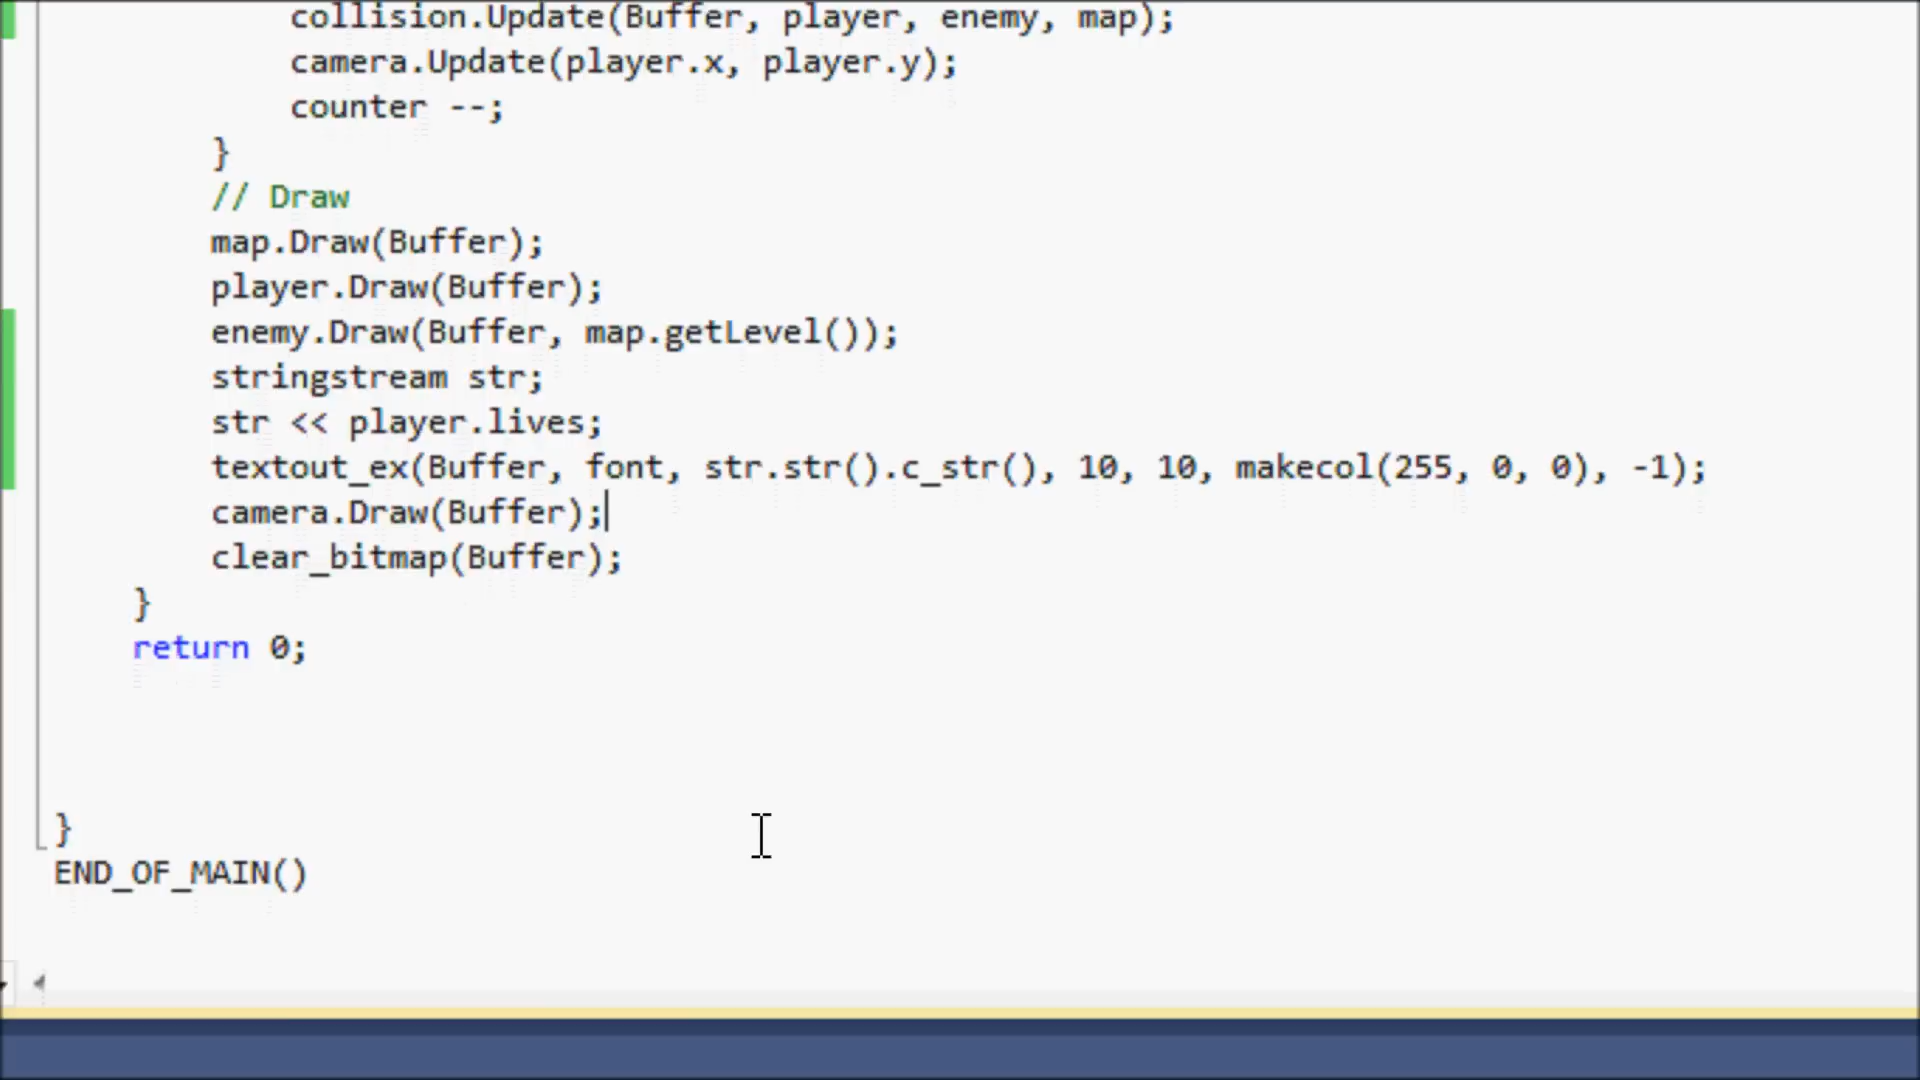 collision.Update(Buffer, player, enemy, map);
camera.Update(player.x, player.y);
counter --;
}
// Draw
map.Draw(Buffer);
player.Draw(Buffer);
enemy.Draw(Buffer, map.getLevel());
stringstream str;
str << player.lives;
textout_ex(Buffer, font, str.str().c_str(), 10, 10, makecol(255, 0, 0), -1);
camera.Draw(Buffer);
clear_bitmap(Buffer);
}
return 0;
}
END_OF_MAIN()